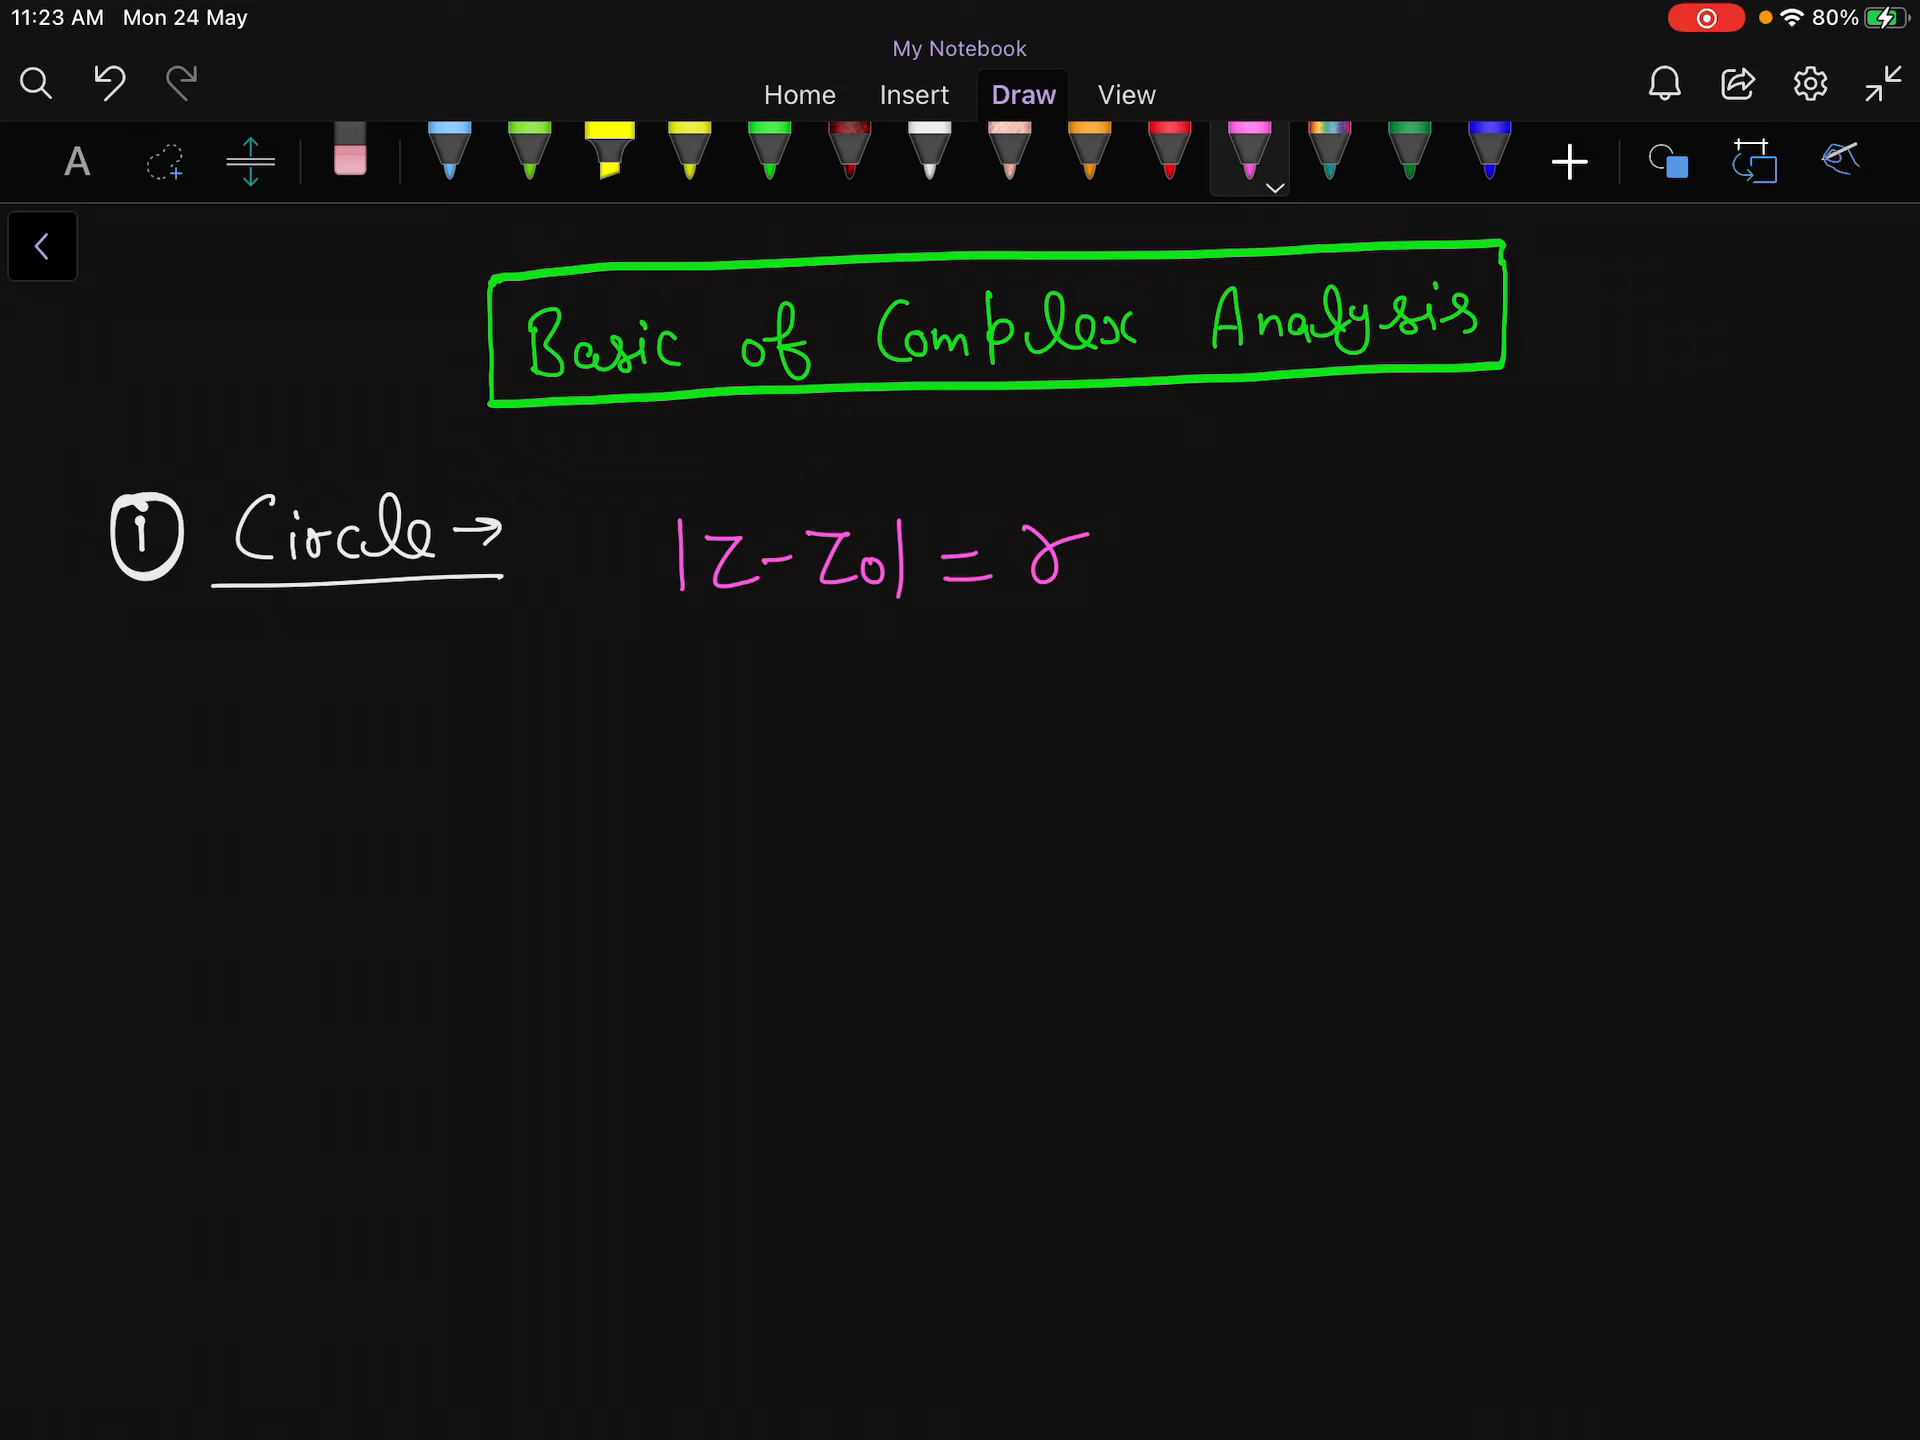 11:23 AM Mon 24 May 80%
My Notebook
Home Insert Draw View
A
Basic of Complex Analysis
① Circle → |z - z₀| = r